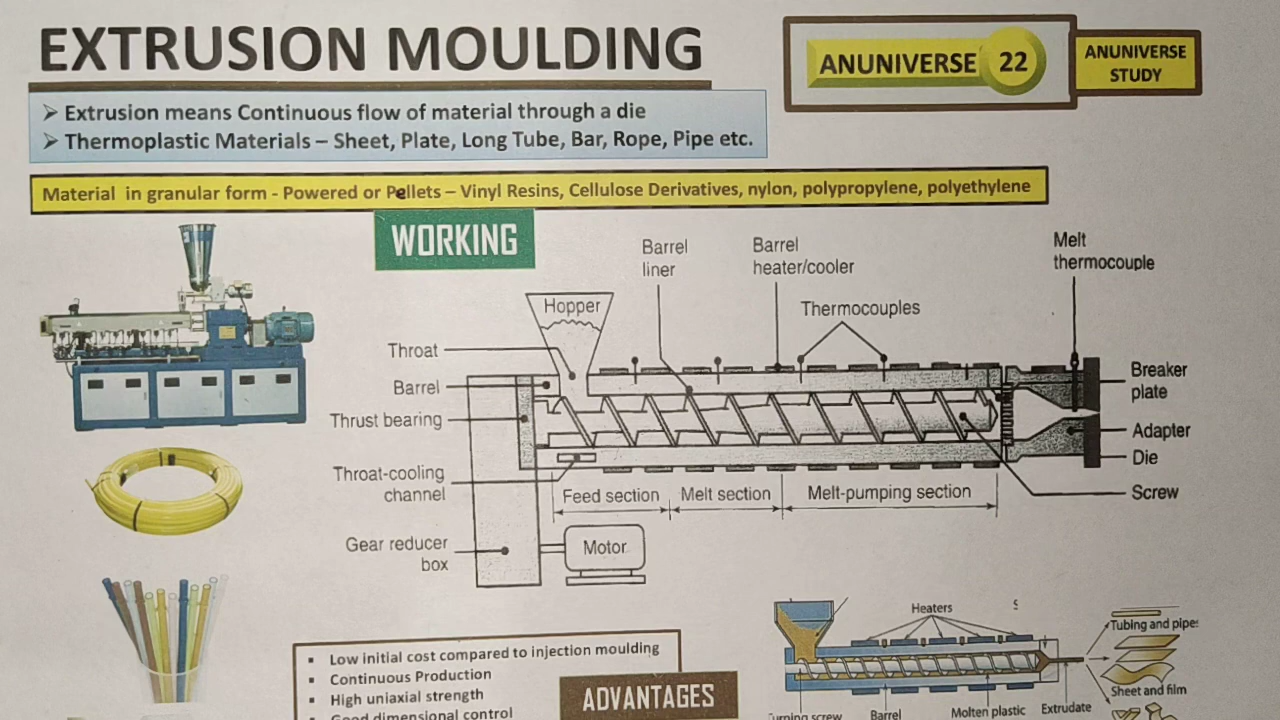 EXTRUSION MOULDING
ANUNIVERSE 22
ANUNIVERSE
STUDY
➢ Extrusion means Continuous flow of material through a die
➢ Thermoplastic Materials – Sheet, Plate, Long Tube, Bar, Rope, Pipe etc.
Material in granular form - Powered or Pellets – Vinyl Resins, Cellulose Derivatives, nylon, polypropylene, polyethylene
WORKING
Barrel
liner
Barrel
heater/cooler
Melt
thermocouple
Hopper
Thermocouples
Throat
Barrel
Thrust bearing
Throat-cooling
channel
Gear reducer
box
Breaker
plate
Adapter
Die
Screw
Feed section
Melt section
Melt-pumping section
Motor
▪ Low initial cost compared to injection moulding
▪ Continuous Production
▪ High uniaxial strength
▪ Good dimensional control
ADVANTAGES
Heaters
Tubing and pipes
Sheet and film
Turning screw
Barrel
Molten plastic
Extrudate